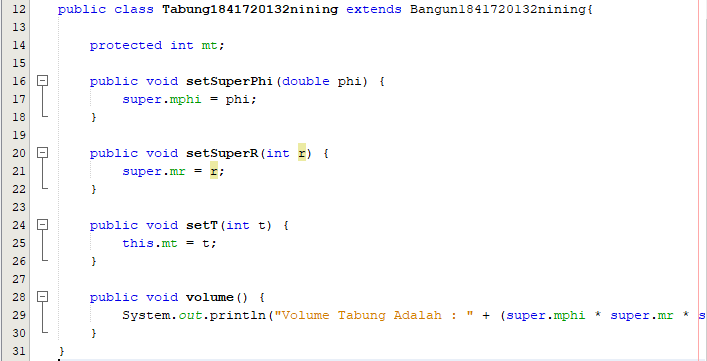 12 public class Tabung1841720132nining extends Bangun1841720132nining{
13
14 protected int mt;
15
16 public void setSuperPhi(double phi) {
17 super.mphi = phi;
18 }
19
20 public void setSuperR(int r) {
21 super.mr = r;
22 }
23
24 public void setT(int t) {
25 this.mt = t;
26 }
27
28 public void volume() {
29 System.out.println("Volume Tabung Adalah : " + (super.mphi * super.mr * s
30 }
31 }